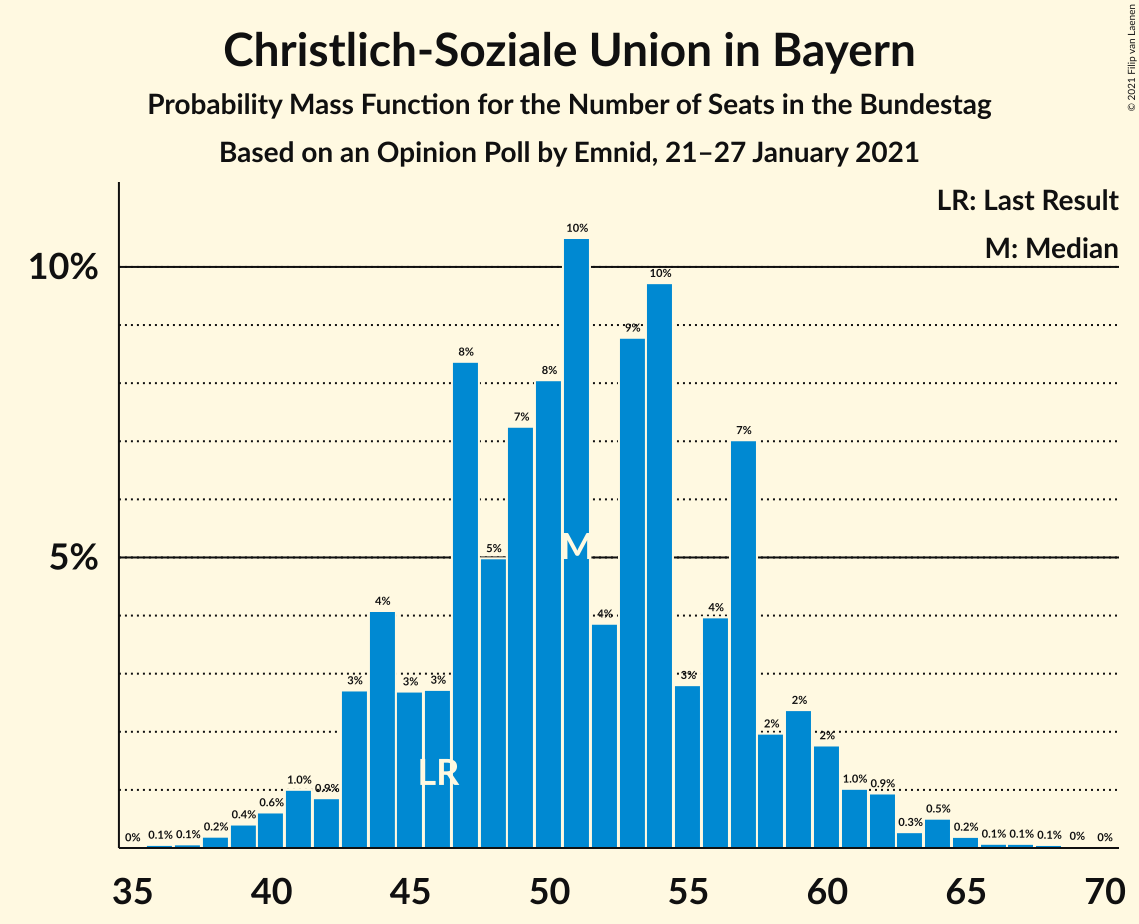 Christlich-Soziale Union in Bayern
Probability Mass Function for the Number of Seats in the Bundestag
Based on an Opinion Poll by Emnid, 21–27 January 2021
© 2021 Filip van Laenen
LR: Last Result
M: Median
10%
5%
0% 0.1% 0.1% 0.2% 0.4% 0.6% 1.0% 0.9% 3% 4% 3% 3% 8% 5% 7% 8% 10% 4% 9% 10% 3% 4% 7% 2% 2% 2% 1.0% 0.9% 0.3% 0.5% 0.2% 0.1% 0.1% 0.1% 0% 0%
M
LR
35 40 45 50 55 60 65 70